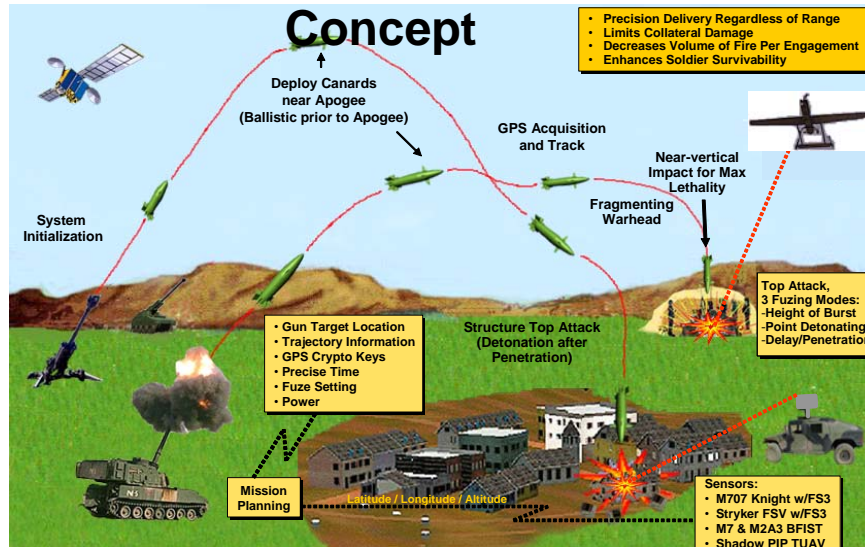 Concept
• Precision Delivery Regardless of Range
• Limits Collateral Damage
• Decreases Volume of Fire Per Engagement
• Enhances Soldier Survivability
Deploy Canards
near Apogee
(Ballistic prior to Apogee)
GPS Acquisition
and Track
Near-vertical
Impact for Max
Lethality
Fragmenting
Warhead
System
Initialization
Top Attack,
3 Fuzing Modes:
-Height of Burst
-Point Detonating
-Delay/Penetration
• Gun Target Location
• Trajectory Information
• GPS Crypto Keys
• Precise Time
• Fuze Setting
• Power
Structure Top Attack
(Detonation after
Penetration)
Mission
Planning
Latitude / Longitude / Altitude
Sensors:
• M707 Knight w/FS3
• Stryker FSV w/FS3
• M7 & M2A3 BFIST
• Shadow PIP TUAV